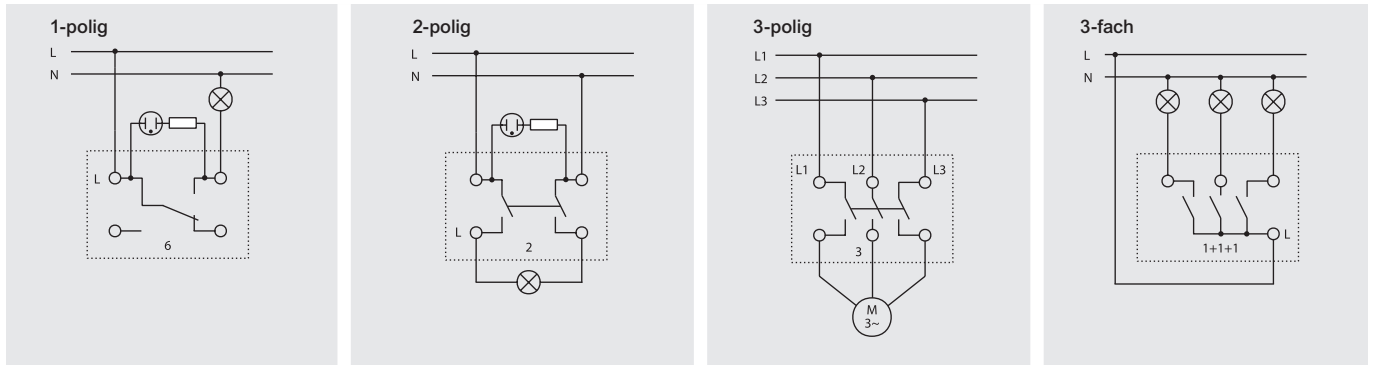 1-polig
L
N
L
6
2-polig
L
N
L
2
3-polig
L1
L2
L3
L1 L2 L3
3
M
3~
3-fach
L
N
L
1+1+1